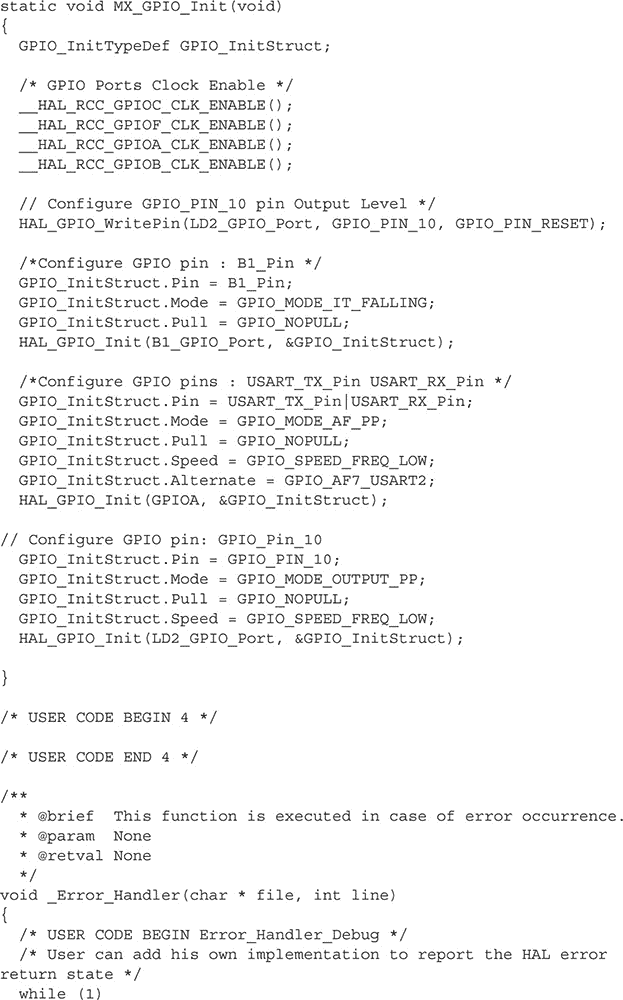 static void MX_GPIO_Init(void)
{
  GPIO_InitTypeDef GPIO_InitStruct;

  /* GPIO Ports Clock Enable */
  __HAL_RCC_GPIOC_CLK_ENABLE();
  __HAL_RCC_GPIOF_CLK_ENABLE();
  __HAL_RCC_GPIOA_CLK_ENABLE();
  __HAL_RCC_GPIOB_CLK_ENABLE();

  // Configure GPIO_PIN_10 pin Output Level */
  HAL_GPIO_WritePin(LD2_GPIO_Port, GPIO_PIN_10, GPIO_PIN_RESET);

  /*Configure GPIO pin : B1_Pin */
  GPIO_InitStruct.Pin = B1_Pin;
  GPIO_InitStruct.Mode = GPIO_MODE_IT_FALLING;
  GPIO_InitStruct.Pull = GPIO_NOPULL;
  HAL_GPIO_Init(B1_GPIO_Port, &GPIO_InitStruct);

  /*Configure GPIO pins : USART_TX_Pin USART_RX_Pin */
  GPIO_InitStruct.Pin = USART_TX_Pin|USART_RX_Pin;
  GPIO_InitStruct.Mode = GPIO_MODE_AF_PP;
  GPIO_InitStruct.Pull = GPIO_NOPULL;
  GPIO_InitStruct.Speed = GPIO_SPEED_FREQ_LOW;
  GPIO_InitStruct.Alternate = GPIO_AF7_USART2;
  HAL_GPIO_Init(GPIOA, &GPIO_InitStruct);

// Configure GPIO pin: GPIO_Pin_10
  GPIO_InitStruct.Pin = GPIO_PIN_10;
  GPIO_InitStruct.Mode = GPIO_MODE_OUTPUT_PP;
  GPIO_InitStruct.Pull = GPIO_NOPULL;
  GPIO_InitStruct.Speed = GPIO_SPEED_FREQ_LOW;
  HAL_GPIO_Init(LD2_GPIO_Port, &GPIO_InitStruct);

}

/* USER CODE BEGIN 4 */

/* USER CODE END 4 */

/**
  * @brief  This function is executed in case of error occurrence.
  * @param  None
  * @retval None
  */
void _Error_Handler(char * file, int line)
{
  /* USER CODE BEGIN Error_Handler_Debug */
  /* User can add his own implementation to report the HAL error
return state */
  while (1)